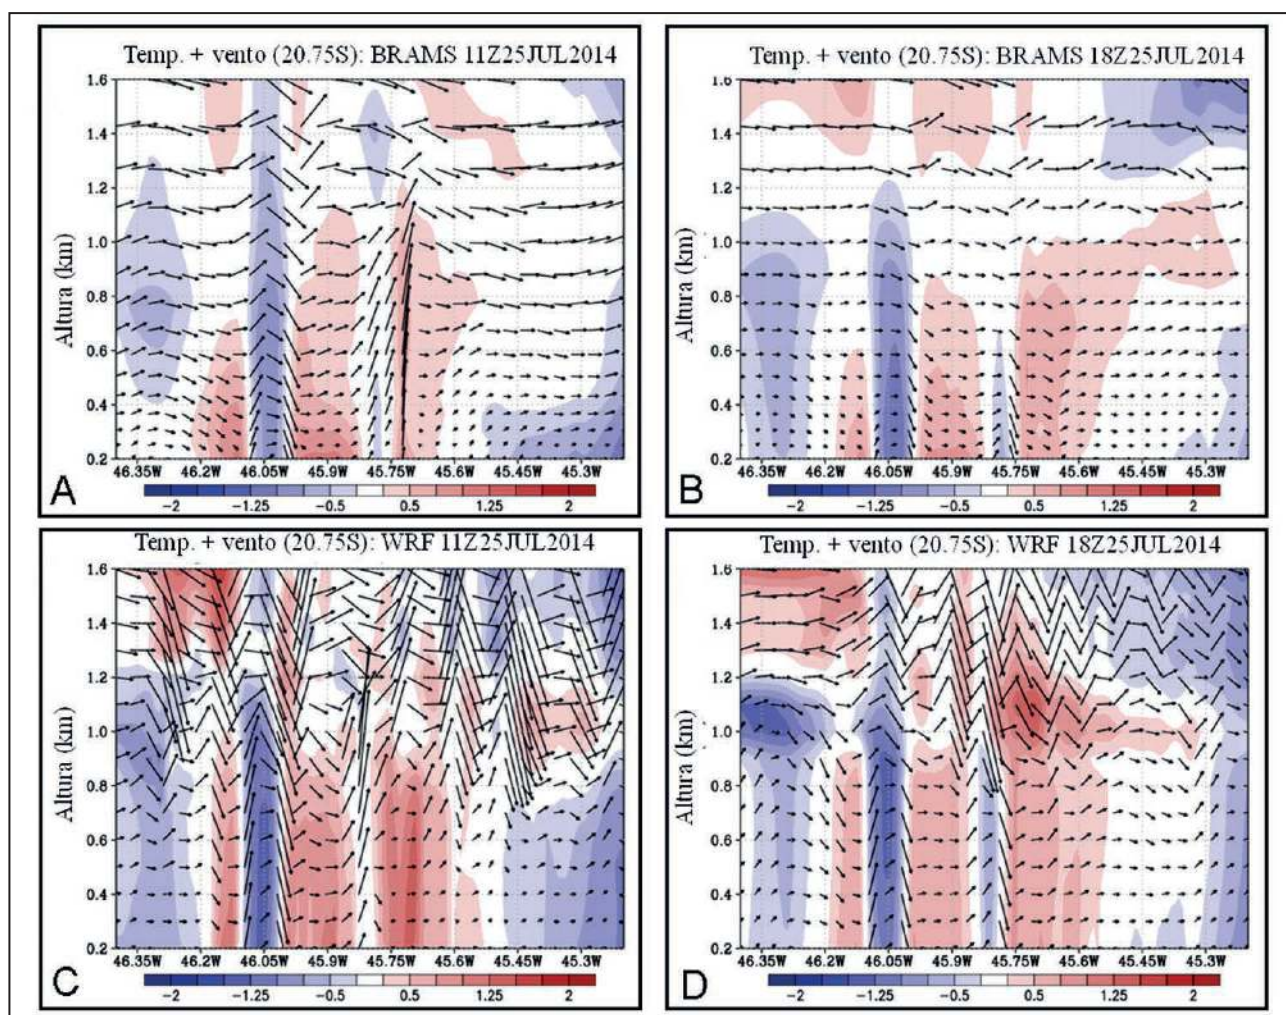 Temp. + vento (20.75S): BRAMS 11Z25JUL2014
1.6
1.4
1.2
1.0
0.8
0.6
0.4
0.2
Altura (km)
46.35W 46.2W 46.05W 45.9W 45.75W 45.6W 45.45W 45.3W
A
-2 -1.25 -0.5 0.5 1.25 2
Temp. + vento (20.75S): BRAMS 18Z25JUL2014
1.6
1.4
1.2
1.0
0.8
0.6
0.4
0.2
Altura (km)
46.35W 46.2W 46.05W 45.9W 45.75W 45.6W 45.45W 45.3W
B
-2 -1.25 -0.5 0.5 1.25 2
Temp. + vento (20.75S): WRF 11Z25JUL2014
1.6
1.4
1.2
1.0
0.8
0.6
0.4
0.2
Altura (km)
46.35W 46.2W 46.05W 45.9W 45.75W 45.6W 45.45W 45.3W
C
-2 -1.25 -0.5 0.5 1.25 2
Temp. + vento (20.75S): WRF 18Z25JUL2014
1.6
1.4
1.2
1.0
0.8
0.6
0.4
0.2
Altura (km)
46.35W 46.2W 46.05W 45.9W 45.75W 45.6W 45.45W 45.3W
D
-2 -1.25 -0.5 0.5 1.25 2